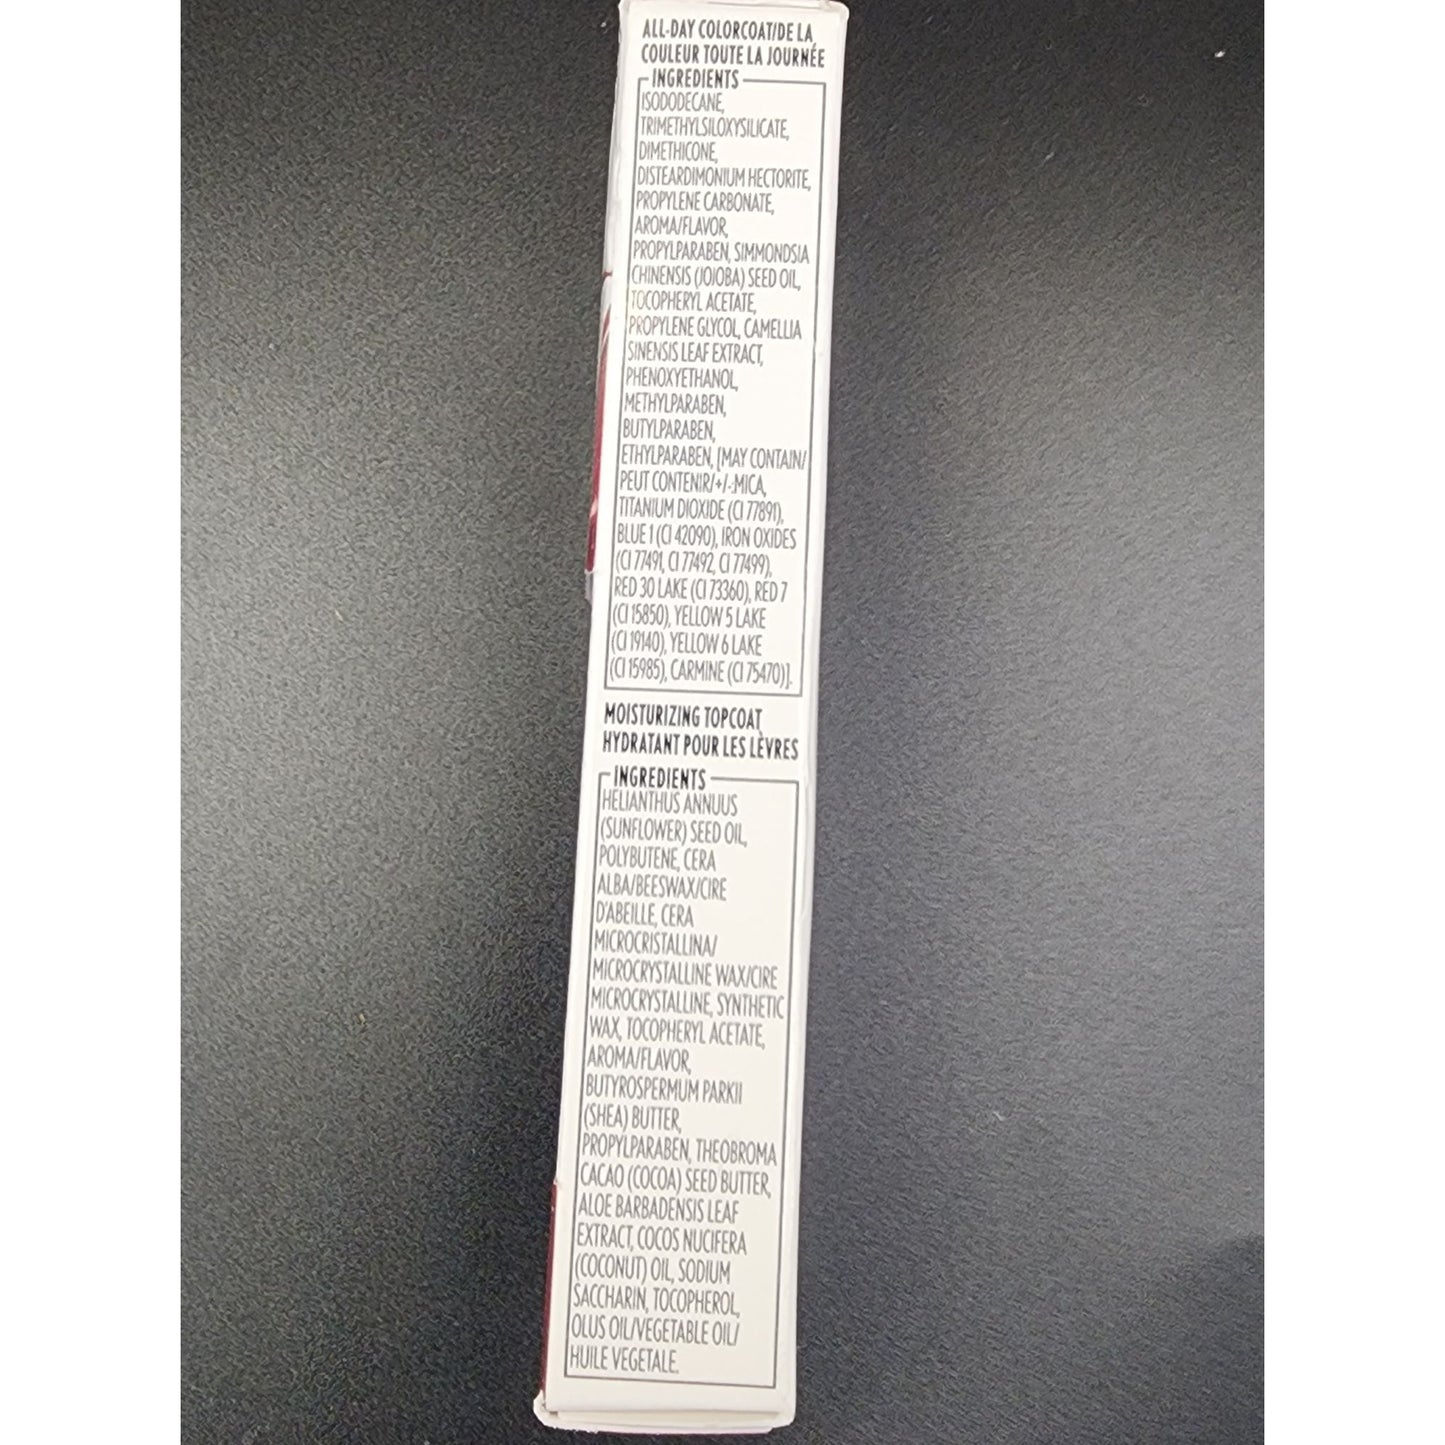 ALL-DAY COLORCOAT/DE LA
COULEUR TOUTE LA JOURNÉE
INGREDIENTS
ISODODECANE,
TRIMETHYLSILOXYSILICATE,
DIMETHICONE,
DISTEARDIMONIUM HECTORITE,
PROPYLENE CARBONATE,
AROMA/FLAVOR,
PROPYLPARABEN, SIMMONDSIA
CHINENSIS (JOJOBA) SEED OIL,
TOCOPHERYL ACETATE,
PROPYLENE GLYCOL, CAMELLIA
SINENSIS LEAF EXTRACT,
PHENOXYETHANOL,
METHYLPARABEN,
BUTYLPARABEN,
ETHYLPARABEN, [MAY CONTAIN/
PEUT CONTENIR/+/-:MICA,
TITANIUM DIOXIDE (CI 77891),
BLUE 1 (CI 42090), IRON OXIDES
(CI 77491, CI 77492, CI 77499),
RED 30 LAKE (CI 73360), RED 7
(CI 15850), YELLOW 5 LAKE
(CI 19140), YELLOW 6 LAKE
(CI 15985), CARMINE (CI 75470)].
MOISTURIZING TOPCOAT
HYDRATANT POUR LES LÈVRES
INGREDIENTS
HELIANTHUS ANNUUS
(SUNFLOWER) SEED OIL,
POLYBUTENE, CERA
ALBA/BEESWAX/CIRE
D'ABEILLE, CERA
MICROCRISTALLINA/
MICROCRYSTALLINE WAX/CIRE
MICROCRYSTALLINE, SYNTHETIC
WAX, TOCOPHERYL ACETATE,
AROMA/FLAVOR,
BUTYROSPERMUM PARKII
(SHEA) BUTTER,
PROPYLPARABEN, THEOBROMA
CACAO (COCOA) SEED BUTTER,
ALOE BARBADENSIS LEAF
EXTRACT, COCOS NUCIFERA
(COCONUT) OIL, SODIUM
SACCHARIN, TOCOPHEROL,
OLUS OIL/VEGETABLE OIL/
HUILE VEGETALE.